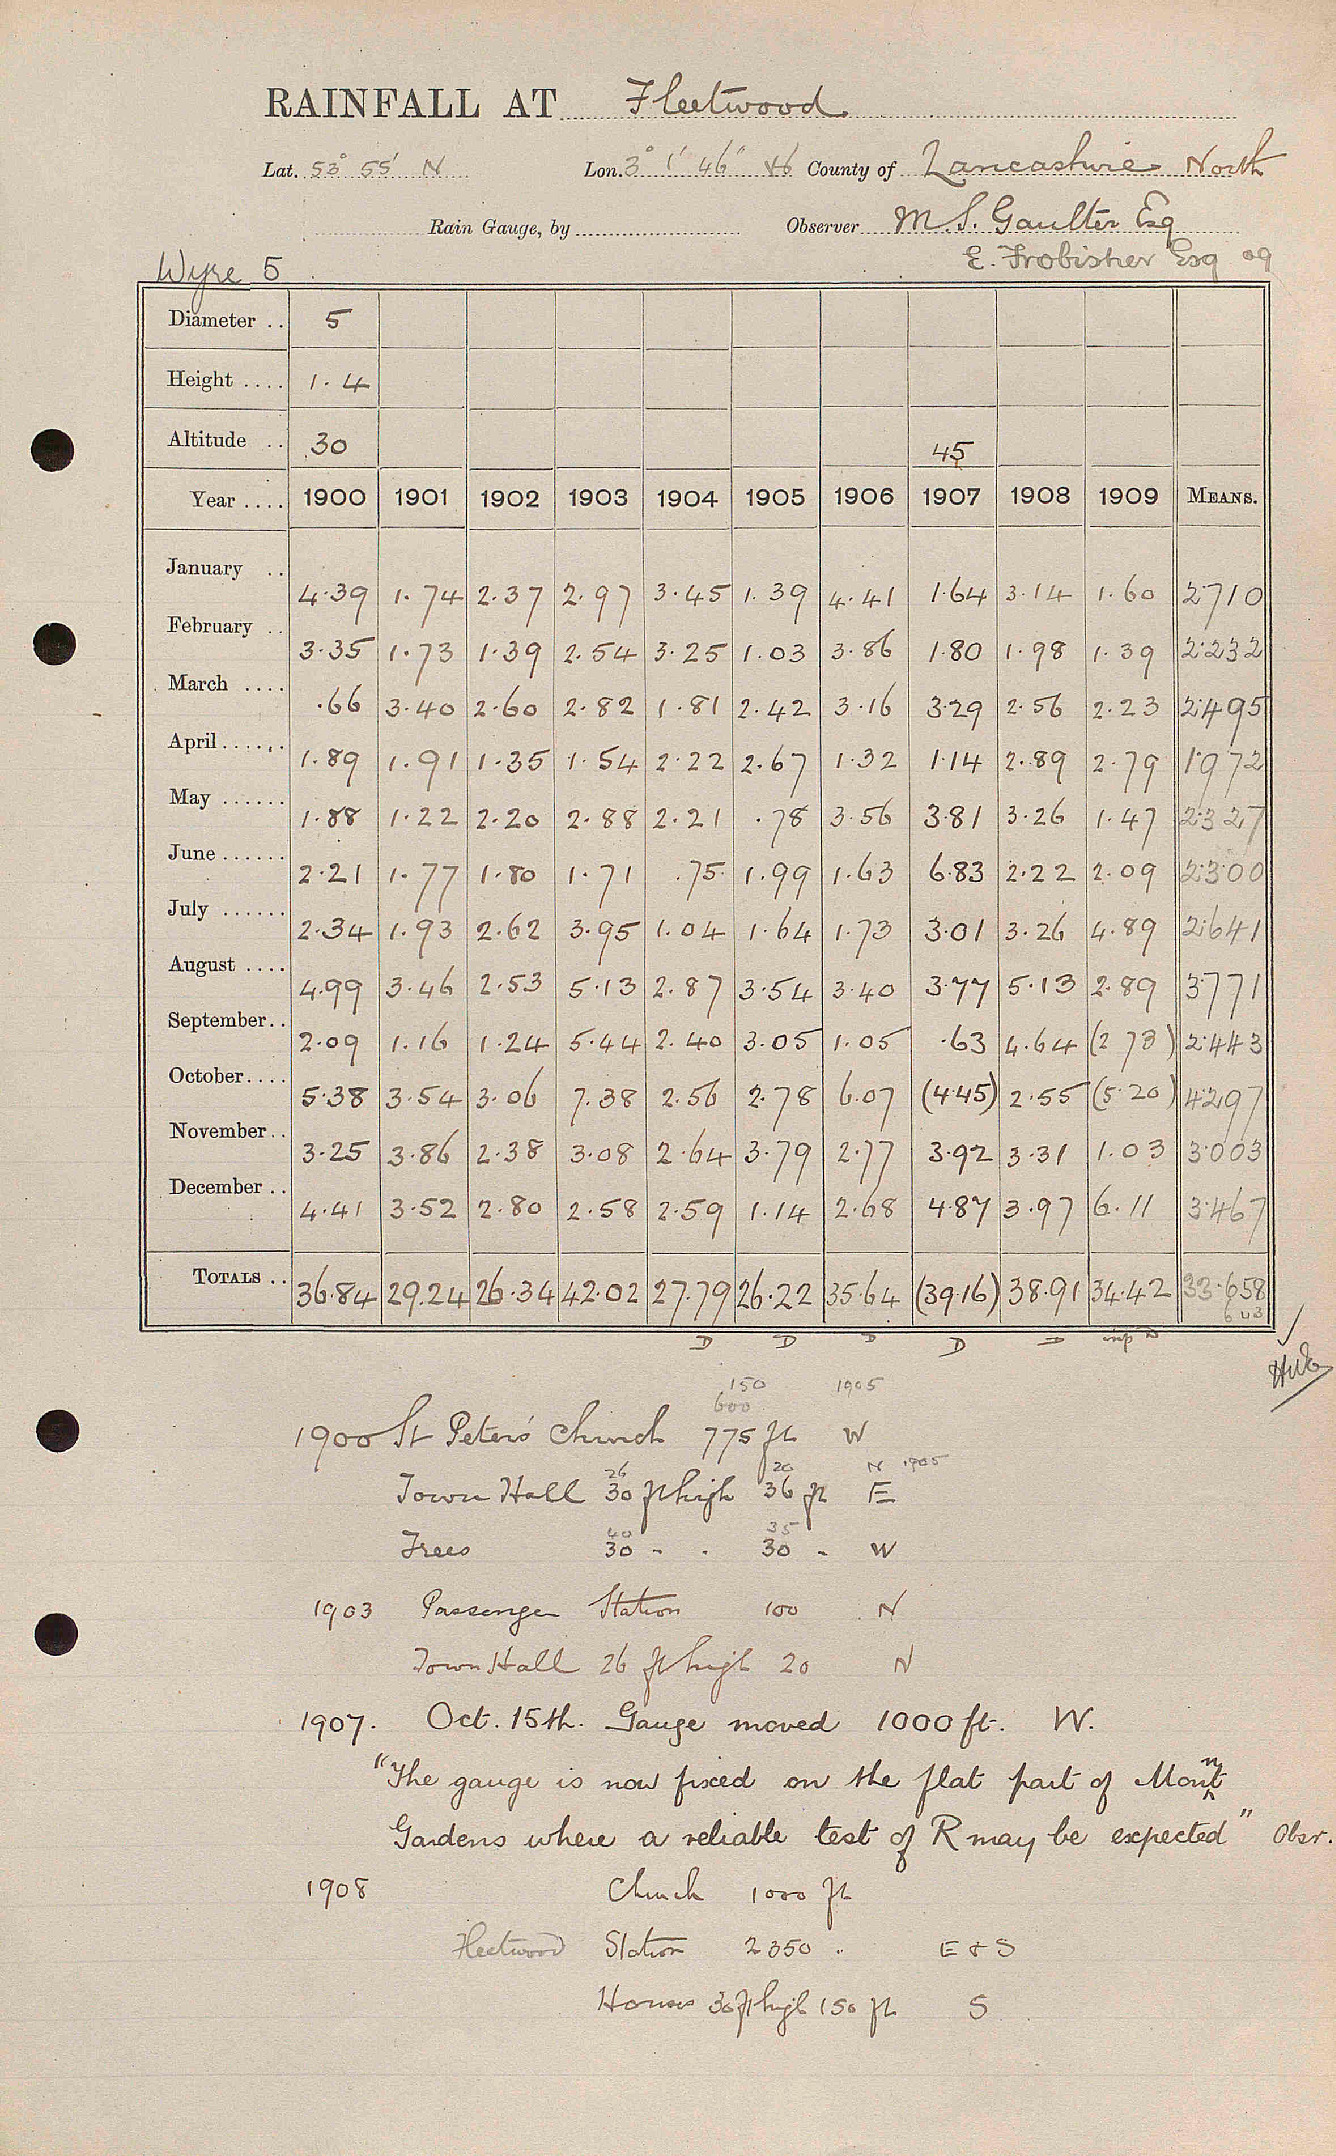 RAINFALL AT Fleetwood
Lat. 53° 55' N Lon. 3° 1' 46" W County of Lancashire North
Rain Gauge, by Observer M. S. Gaulter Esq
E. Frobisher Esq 09
Wyre 5
Diameter .. 5
Height .... 1.4
Altitude .. 30 45
Year .... 1900 1901 1902 1903 1904 1905 1906 1907 1908 1909 MEANS.
January .. 4.39 1.74 2.37 2.97 3.45 1.39 4.41 1.64 3.14 1.60 2.710
February .. 3.35 1.73 1.39 2.54 3.25 1.03 3.86 1.80 1.98 1.39 2.232
March .... .66 3.40 2.60 2.82 1.81 2.42 3.16 3.29 2.56 2.23 2.495
April ...... 1.89 1.91 1.35 1.54 2.22 2.67 1.32 1.14 2.89 2.79 1.972
May ...... 1.88 1.22 2.20 2.88 2.21 .78 3.56 3.81 3.26 1.47 2.327
June ...... 2.21 1.77 1.80 1.71 .75 1.99 1.63 6.83 2.22 2.09 2.300
July ...... 2.34 1.93 2.62 3.95 1.04 1.64 1.73 3.01 3.26 4.89 2.641
August .... 4.99 3.46 2.53 5.13 2.87 3.54 3.40 3.77 5.13 2.89 3.771
September.. 2.09 1.16 1.24 5.44 2.40 3.05 1.05 .63 4.64 (2.73) 2.443
October.... 5.38 3.54 3.06 7.38 2.56 2.78 6.07 (4.45) 2.55 (5.20) 4.297
November.. 3.25 3.86 2.38 3.08 2.64 3.79 2.77 3.92 3.31 1.03 3.003
December .. 4.41 3.52 2.80 2.58 2.59 1.14 2.68 4.87 3.97 6.11 3.467
TOTALS .. 36.84 29.24 26.34 42.02 27.79 26.22 35.64 (39.16) 38.91 34.42 33.658
D D D D D
150 1905
600
1900 St Peters' Church 775 ft W
26 20 N 1905
Town Hall 30 ft high 36 ft E
40 35
Trees 30 - . 30 - W
1903 Passenger Station 100 N
Town Hall 26 ft high 20 N
1907. Oct. 15th. Gauge moved 1000 ft. W.
"The gauge is now fixed on the flat part of Mount
Gardens where a reliable test of R may be expected" Obsr.
1908 Church 1000 ft
Fleetwood Station 2350 " E & S
Houses 30 ft high 150 ft S